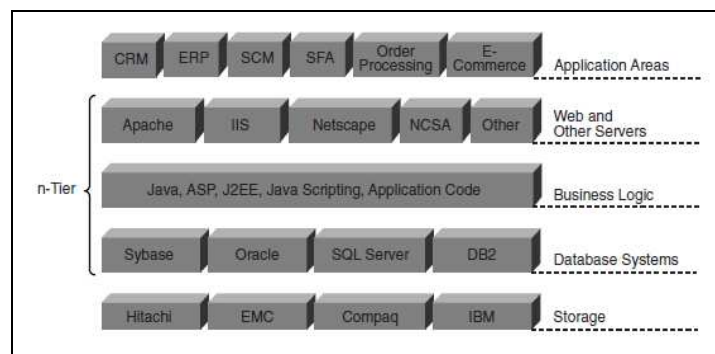 CRM ERP SCM SFA Order Processing E-Commerce Application Areas
Apache IIS Netscape NCSA Other Web and Other Servers
n-Tier
Java, ASP, J2EE, Java Scripting, Application Code Business Logic
Sybase Oracle SQL Server DB2 Database Systems
Hitachi EMC Compaq IBM Storage